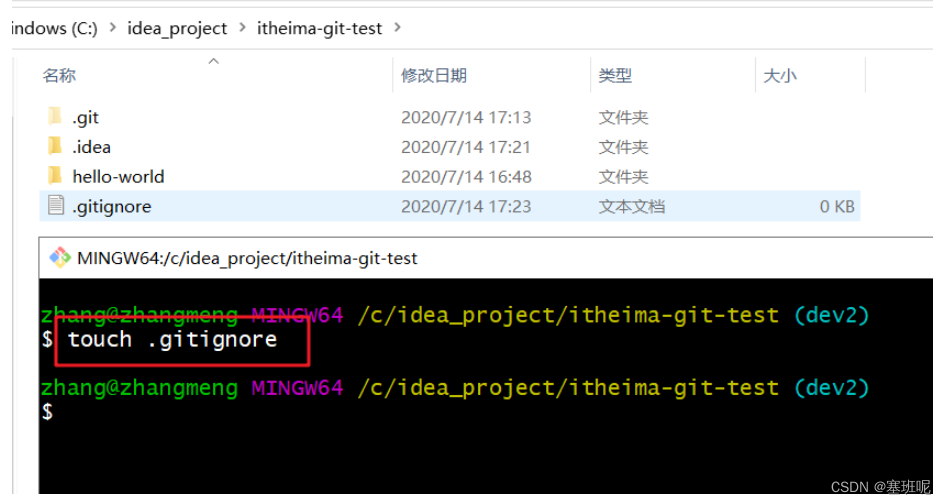 indows (C:) > idea_project > itheima-git-test >
名称 修改日期 类型 大小
.git 2020/7/14 17:13 文件夹
.idea 2020/7/14 17:21 文件夹
hello-world 2020/7/14 16:48 文件夹
.gitignore 2020/7/14 17:23 文本文档 0 KB
MINGW64:/c/idea_project/itheima-git-test
zhang@zhangmeng MINGW64 /c/idea_project/itheima-git-test (dev2)
$ touch .gitignore
zhang@zhangmeng MINGW64 /c/idea_project/itheima-git-test (dev2)
$
CSDN @塞班呢